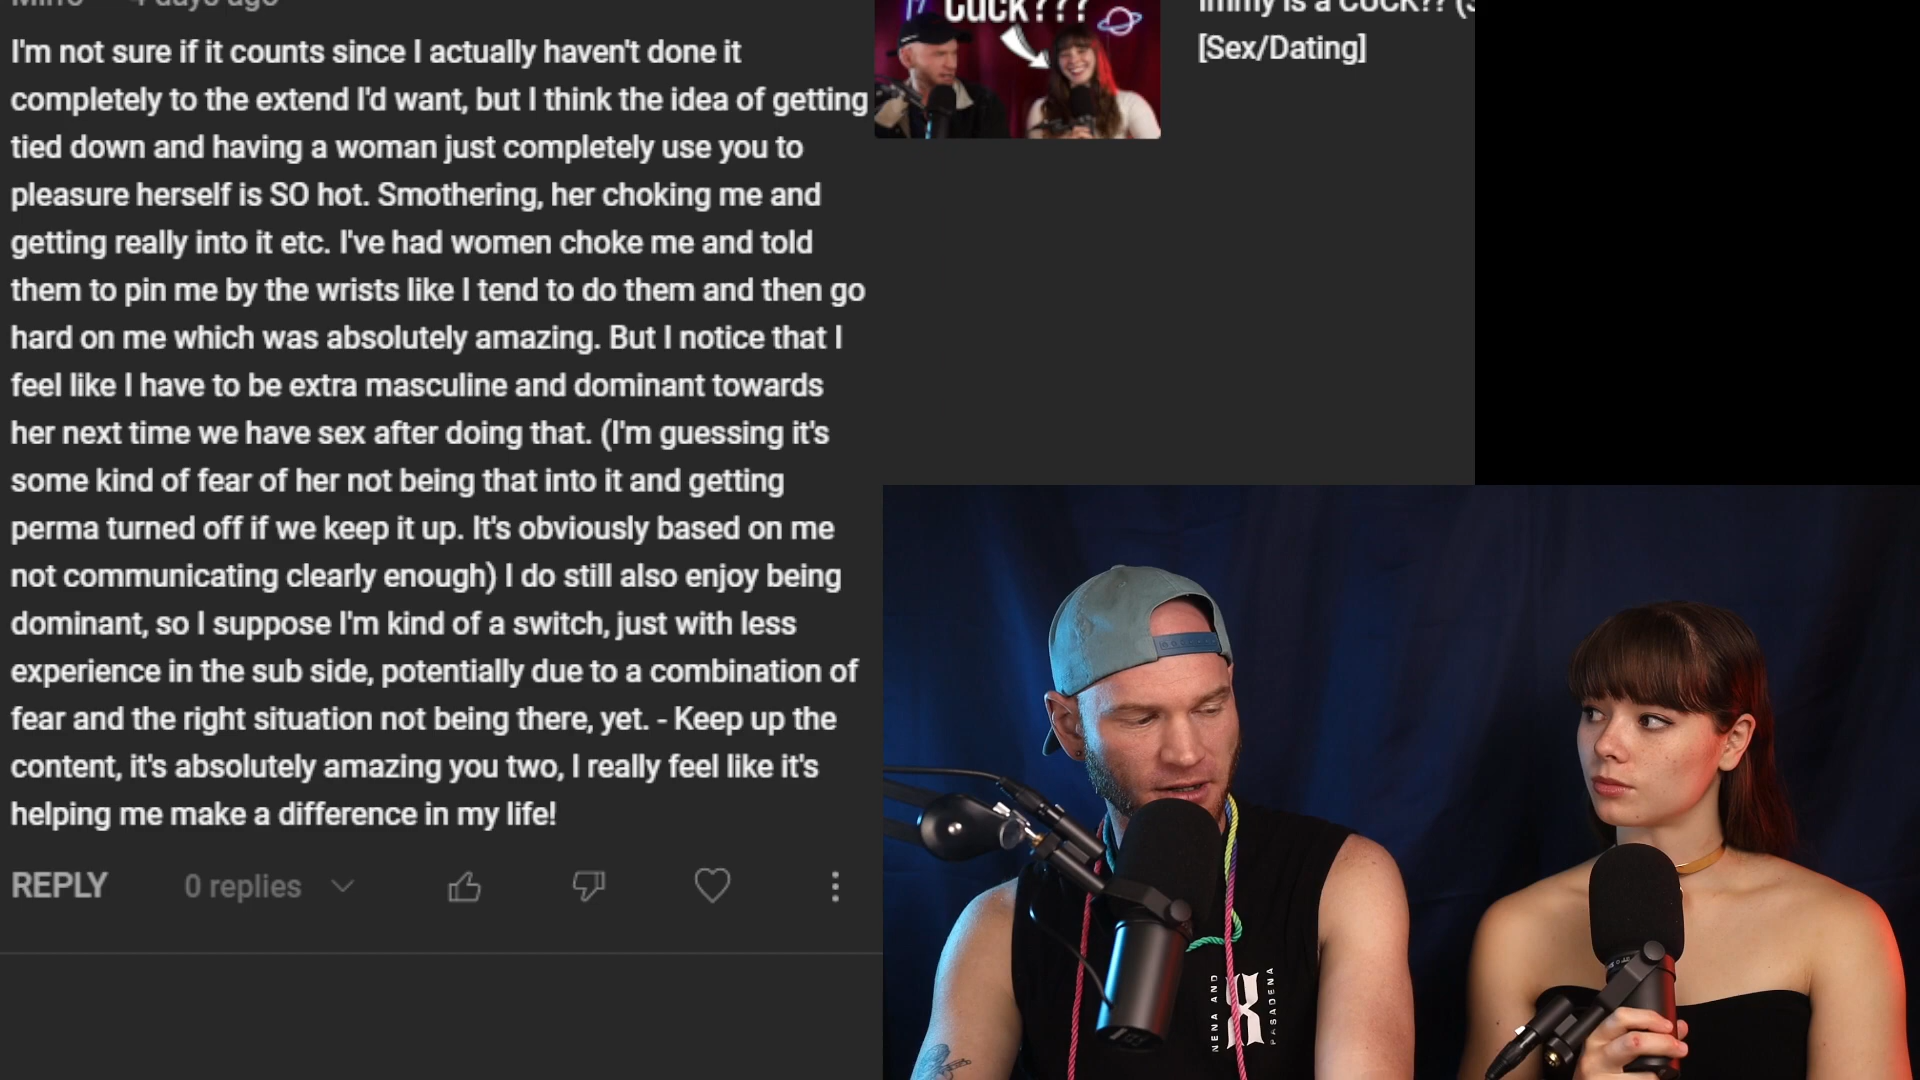 4 days ago
I'm not sure if it counts since I actually haven't done it
completely to the extend I'd want, but I think the idea of getting
tied down and having a woman just completely use you to
pleasure herself is SO hot. Smothering, her choking me and
getting really into it etc. I've had women choke me and told
them to pin me by the wrists like I tend to do them and then go
hard on me which was absolutely amazing. But I notice that I
feel like I have to be extra masculine and dominant towards
her next time we have sex after doing that. (I'm guessing it's
some kind of fear of her not being that into it and getting
perma turned off if we keep it up. It's obviously based on me
not communicating clearly enough) I do still also enjoy being
dominant, so I suppose I'm kind of a switch, just with less
experience in the sub side, potentially due to a combination of
fear and the right situation not being there, yet. - Keep up the
content, it's absolutely amazing you two, I really feel like it's
helping me make a difference in my life!
REPLY 0 replies
Cuck???
is a CUCK?? (
[Sex/Dating]
NENA AND
PASADENA